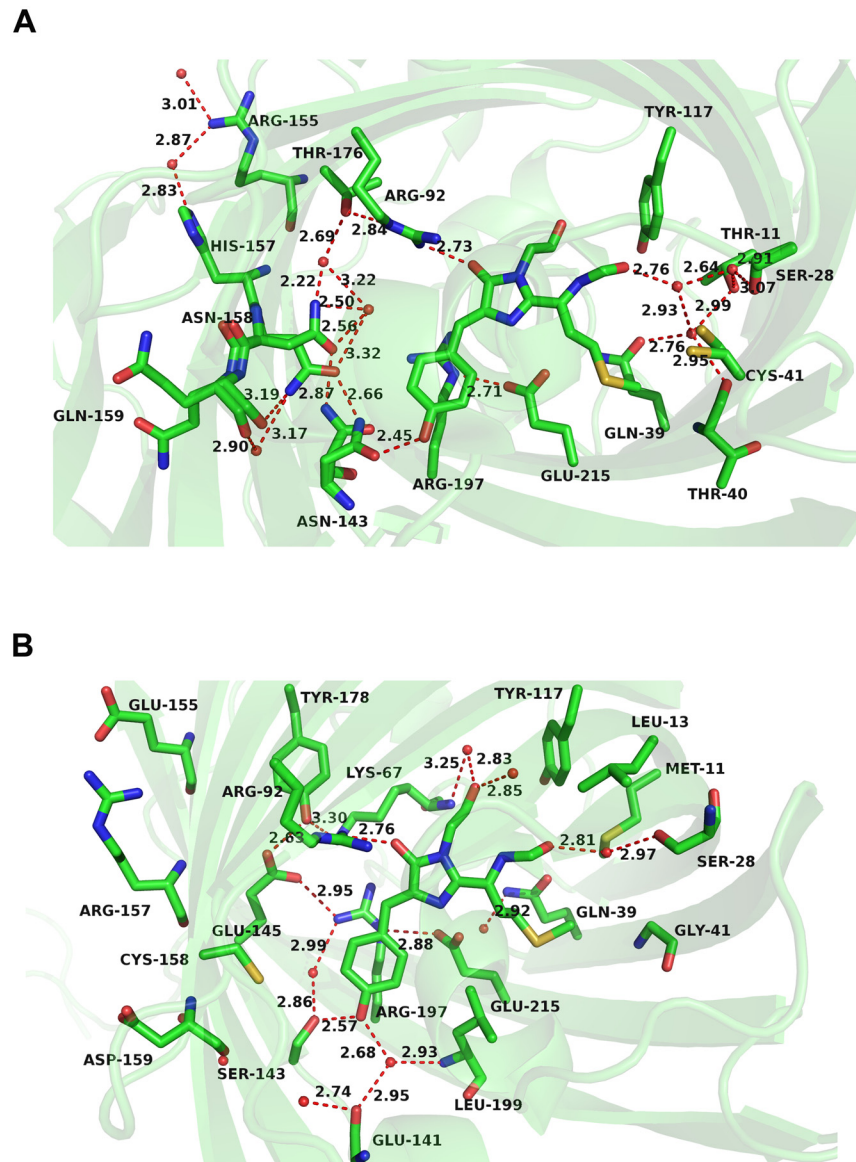 A
3.01
ARG-155
TYR-117
2.87
THR-176
ARG-92
2.83
2.84
2.69
2.73
THR-11
HIS-157
2.76
2.64
2.91
SER-28
2.22
3.22
3.07
2.50
2.93
2.99
ASN-158
2.56
3.32
2.76
2.95
CYS-41
3.19
2.87
2.66
2.71
GLN-159
3.17
2.45
GLN-39
2.90
GLU-215
ARG-197
THR-40
ASN-143
B
TYR-178
TYR-117
GLU-155
LEU-13
3.25
2.83
MET-11
LYS-67
2.85
ARG-92
3.30
2.76
2.63
2.81
2.97
SER-28
2.95
ARG-157
2.92
GLN-39
GLU-145
GLY-41
2.99
2.88
CYS-158
2.86
ARG-197
GLU-215
2.57
ASP-159
2.68
2.93
SER-143
2.74
2.95
LEU-199
GLU-141